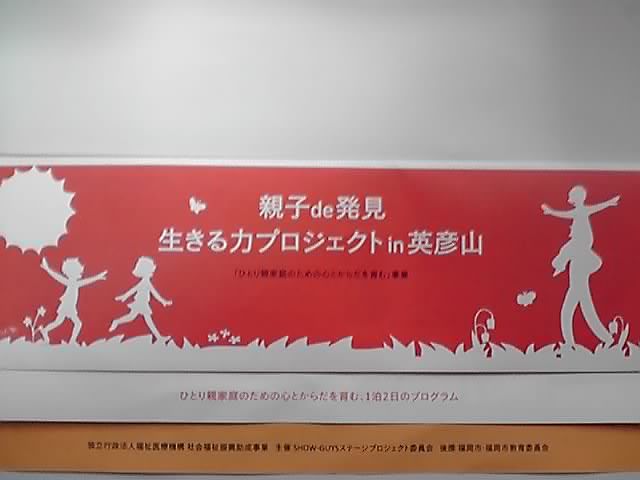 親子de発見
生きる力プロジェクトin英彦山
「ひとり親家庭のための心とからだを育む」事業
ひとり親家庭のための心とからだを育む、1泊2日のプログラム
独立行政法人福祉医療機構 社会福祉振興助成事業 主催 SHOW-GUYSステージプロジェクト委員会 後援 福岡市・福岡市教育委員会